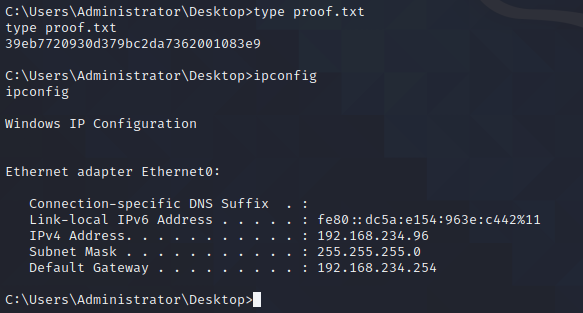 C:\Users\Administrator\Desktop>type proof.txt
type proof.txt
39eb7720930d379bc2da7362001083e9
C:\Users\Administrator\Desktop>ipconfig
ipconfig
Windows IP Configuration
Ethernet adapter Ethernet0:
   Connection-specific DNS Suffix  . :
   Link-local IPv6 Address . . . . . : fe80::dc5a:e154:963e:c442%11
   IPv4 Address. . . . . . . . . . . : 192.168.234.96
   Subnet Mask . . . . . . . . . . . : 255.255.255.0
   Default Gateway . . . . . . . . . : 192.168.234.254
C:\Users\Administrator\Desktop>